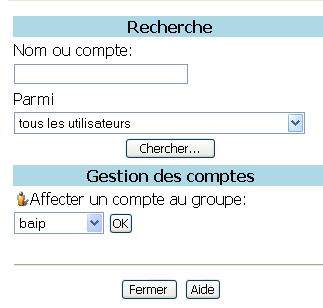 Recherche
Nom ou compte:
Parmi
tous les utilisateurs
Chercher...
Gestion des comptes
Affecter un compte au groupe:
baip OK
Fermer Aide